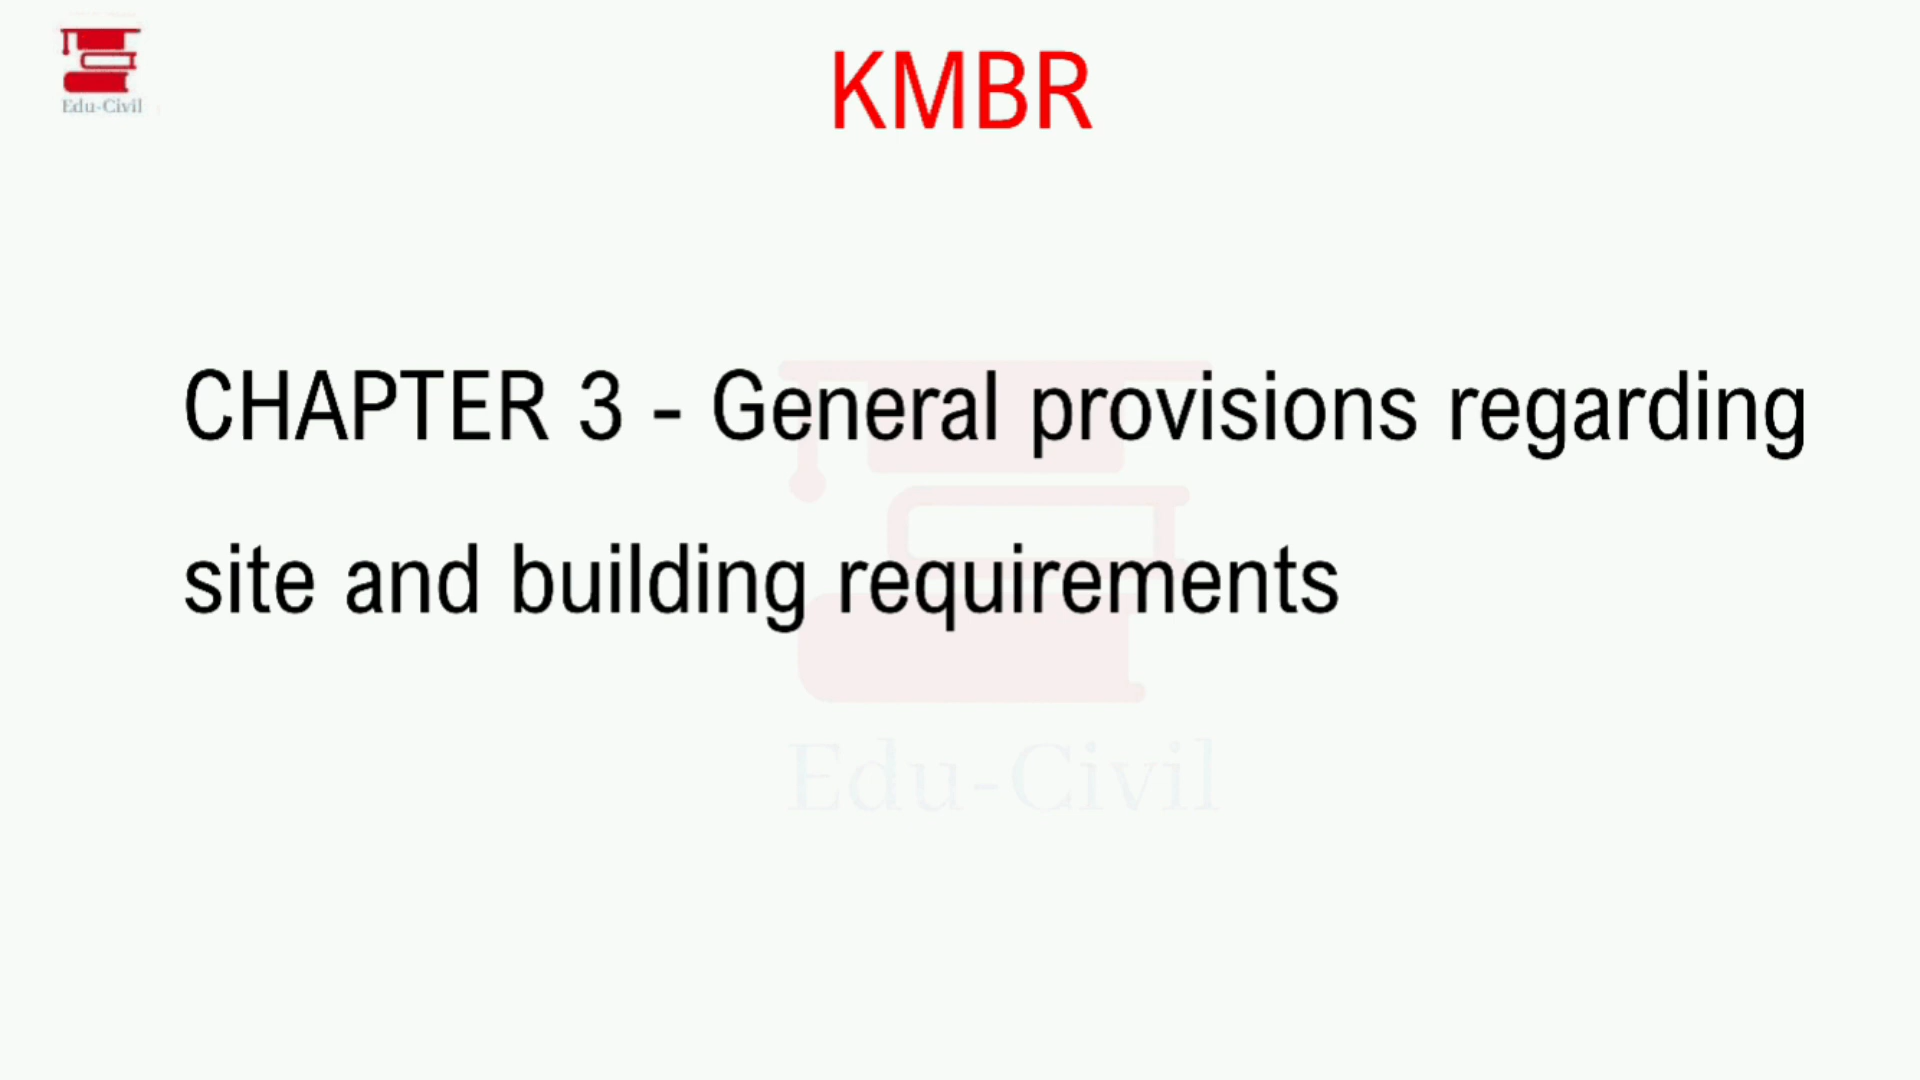 Edu-Civil
KMBR
CHAPTER 3 - General provisions regarding
site and building requirements
Edu-Civil